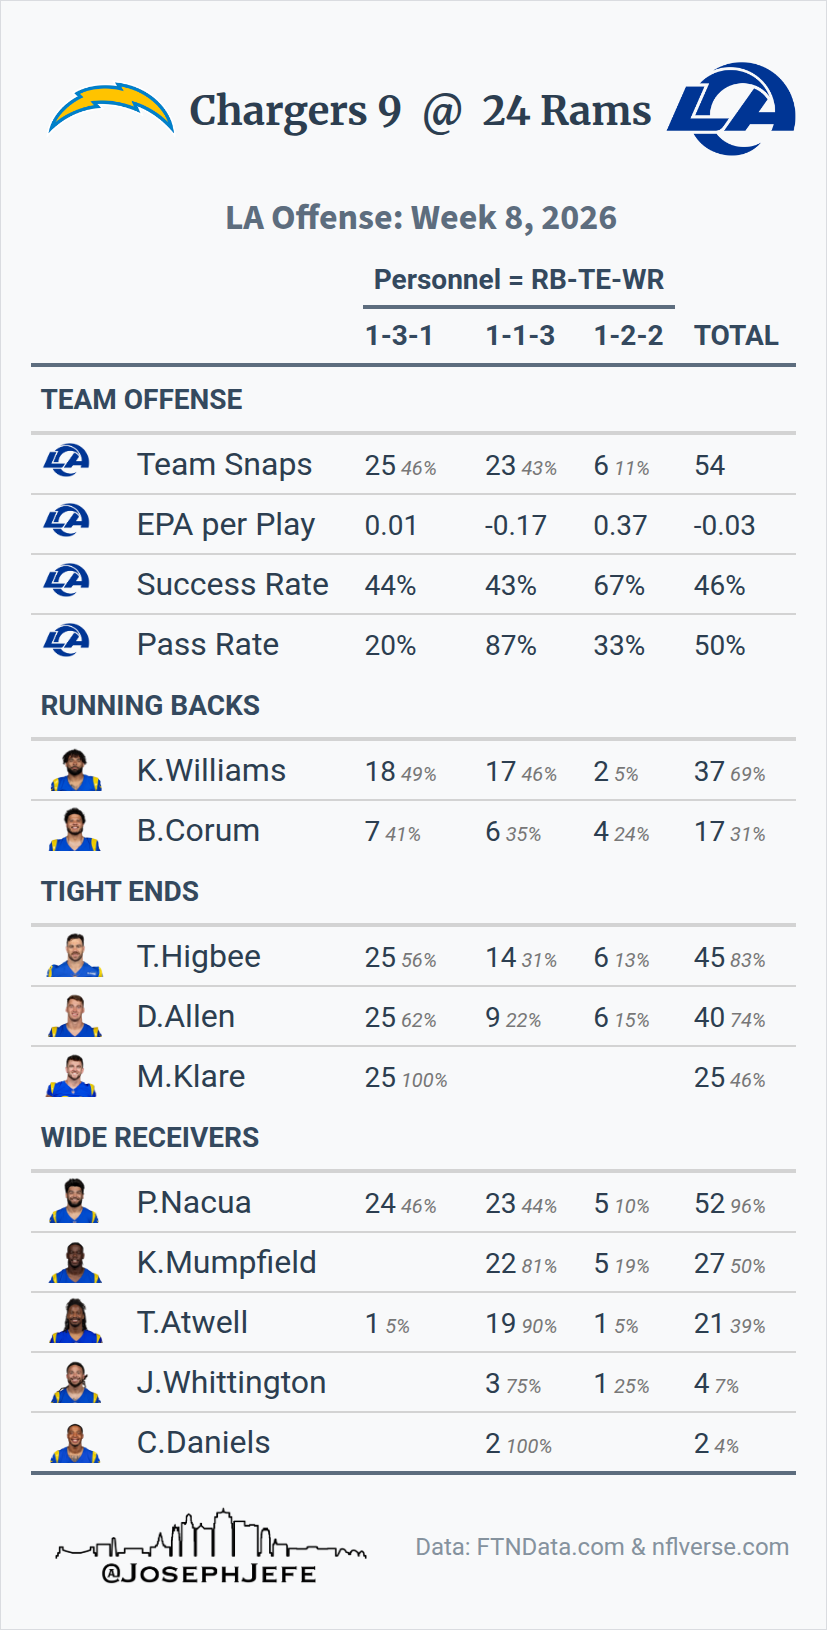 Chargers 9 @ 24 Rams
LA Offense: Week 8, 2026
Personnel = RB-TE-WR
1-3-1 1-1-3 1-2-2 TOTAL
TEAM OFFENSE
Team Snaps 25 46% 23 43% 6 11% 54
EPA per Play 0.01 -0.17 0.37 -0.03
Success Rate 44% 43% 67% 46%
Pass Rate 20% 87% 33% 50%
RUNNING BACKS
K.Williams 18 49% 17 46% 2 5% 37 69%
B.Corum 7 41% 6 35% 4 24% 17 31%
TIGHT ENDS
T.Higbee 25 56% 14 31% 6 13% 45 83%
D.Allen 25 62% 9 22% 6 15% 40 74%
M.Klare 25 100% 25 46%
WIDE RECEIVERS
P.Nacua 24 46% 23 44% 5 10% 52 96%
K.Mumpfield 22 81% 5 19% 27 50%
T.Atwell 1 5% 19 90% 1 5% 21 39%
J.Whittington 3 75% 1 25% 4 7%
C.Daniels 2 100% 2 4%
@JosephJefe
Data: FTNData.com & nflverse.com